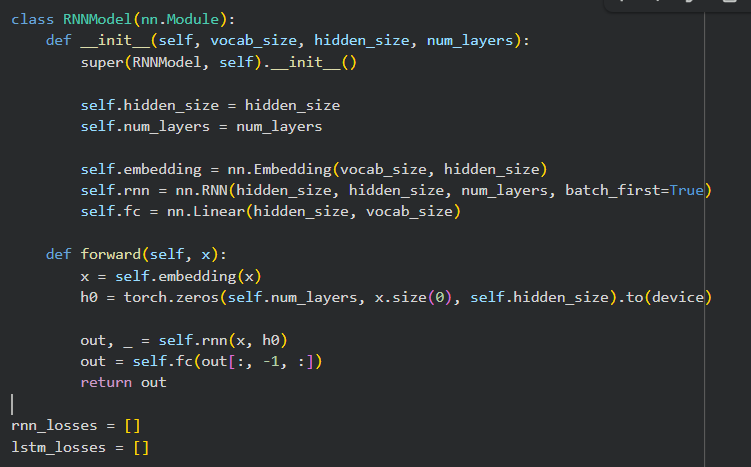 class RNNModel(nn.Module):
    def __init__(self, vocab_size, hidden_size, num_layers):
        super(RNNModel, self).__init__()

        self.hidden_size = hidden_size
        self.num_layers = num_layers

        self.embedding = nn.Embedding(vocab_size, hidden_size)
        self.rnn = nn.RNN(hidden_size, hidden_size, num_layers, batch_first=True)
        self.fc = nn.Linear(hidden_size, vocab_size)

    def forward(self, x):
        x = self.embedding(x)
        h0 = torch.zeros(self.num_layers, x.size(0), self.hidden_size).to(device)

        out, _ = self.rnn(x, h0)
        out = self.fc(out[:, -1, :])
        return out

rnn_losses = []
lstm_losses = []